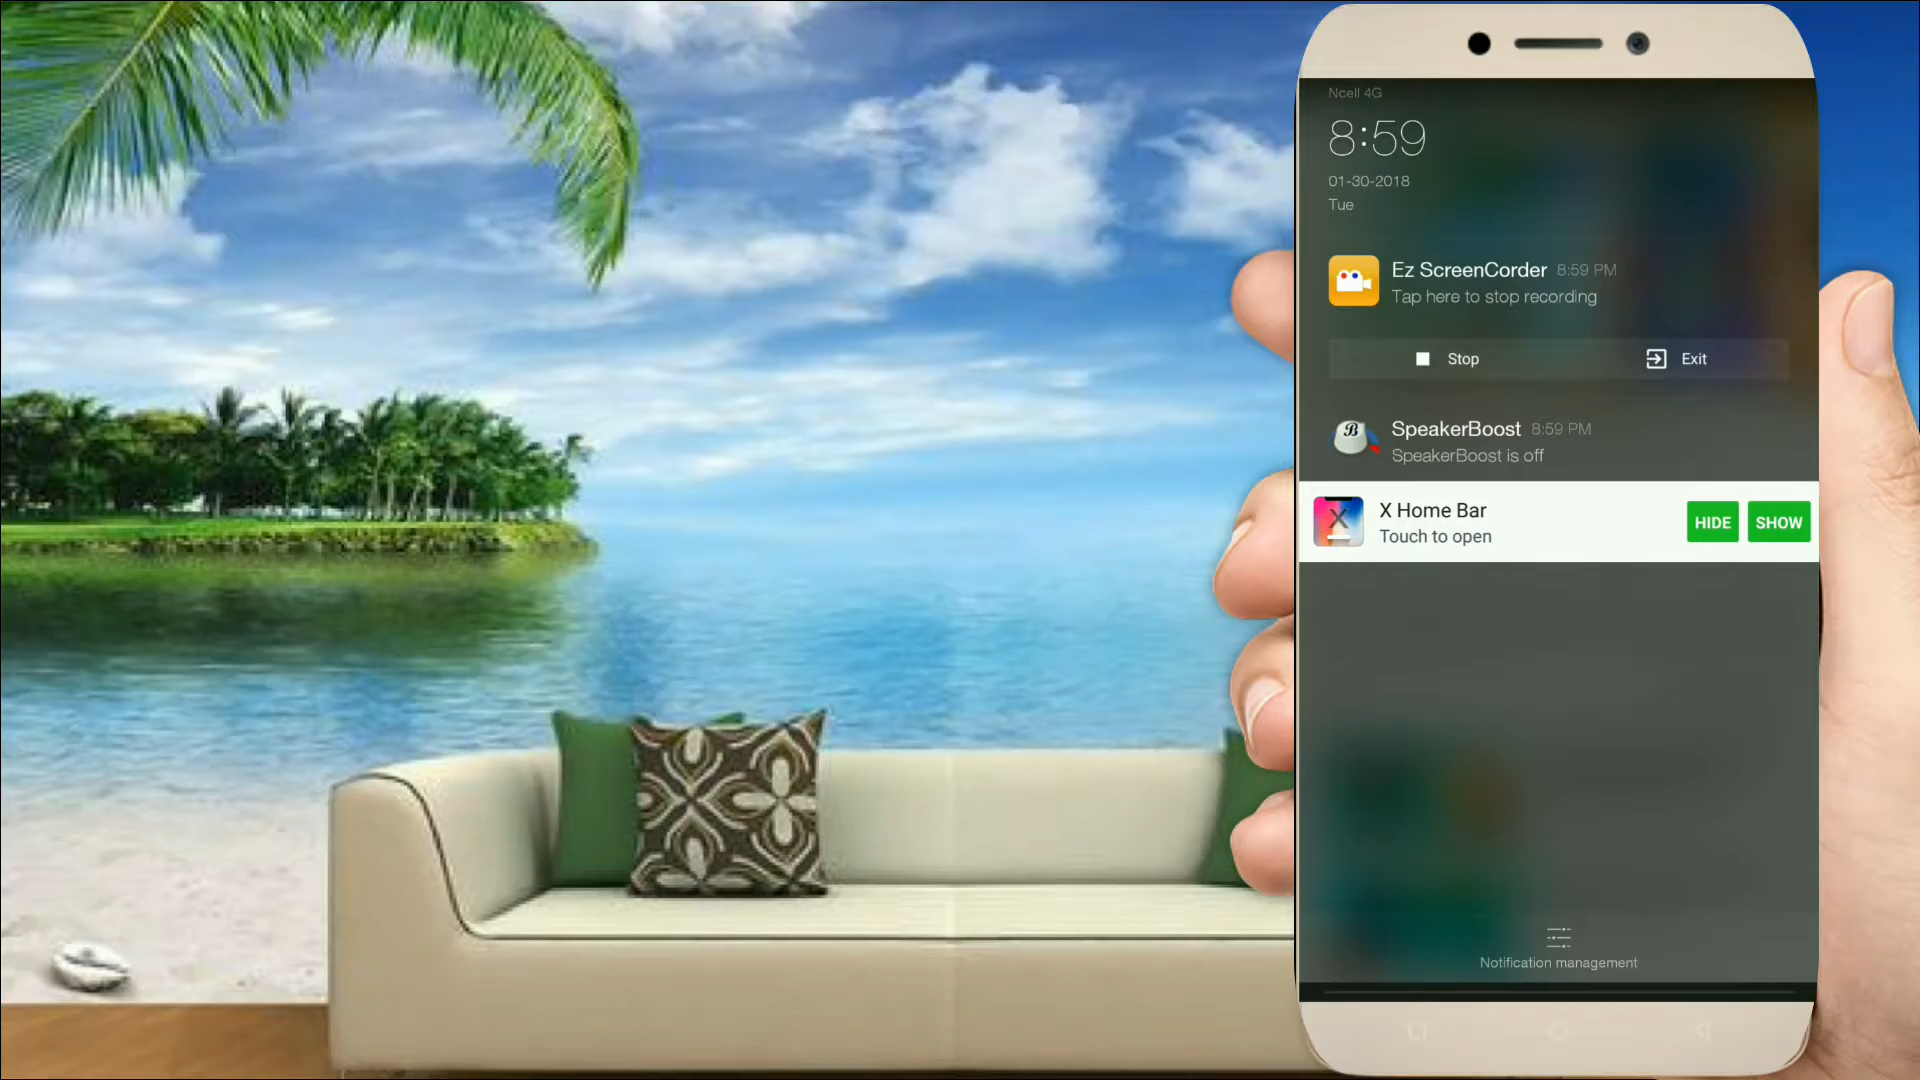 Ncell 4G
8:59
01-30-2018
Tue
Ez ScreenCorder 8:59 PM
Tap here to stop recording
Stop
Exit
B
SpeakerBoost 8:59 PM
SpeakerBoost is off
X
X Home Bar
Touch to open
HIDE
SHOW
Notification management